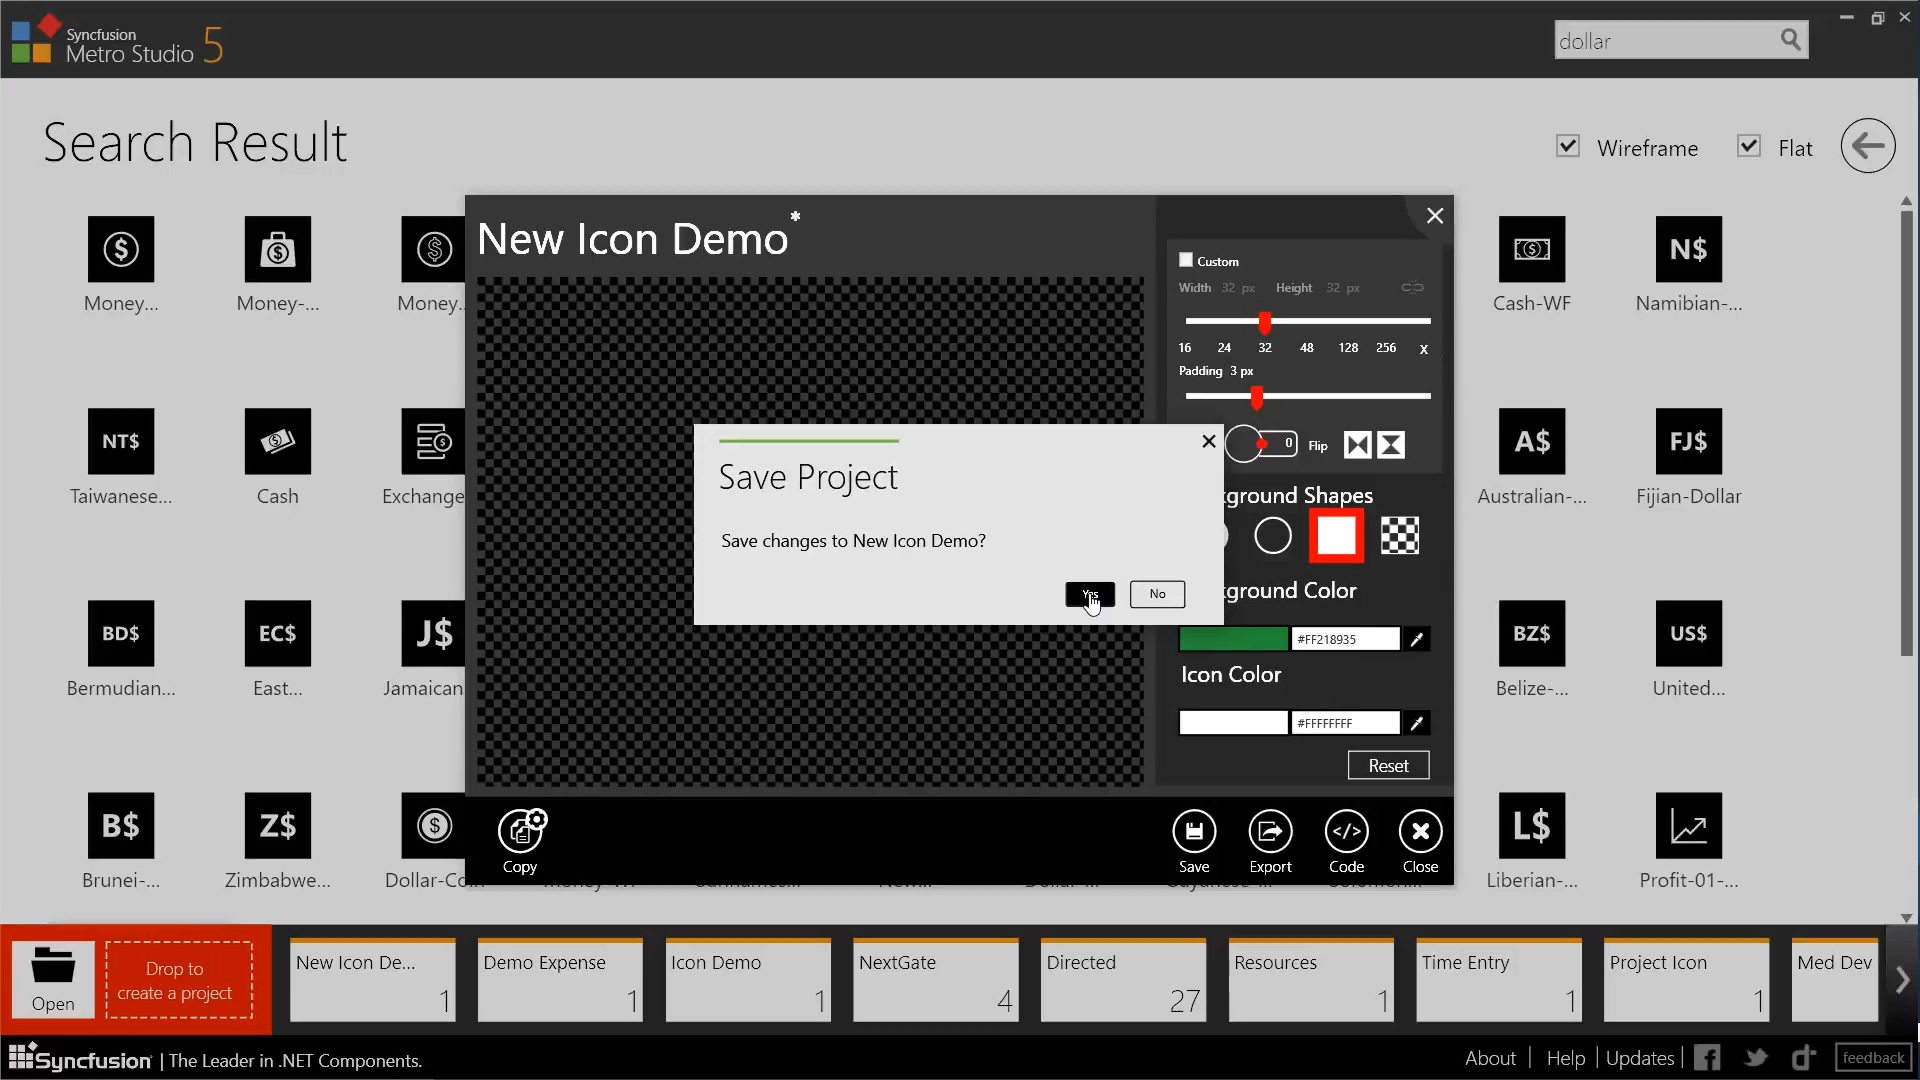 Syncfusion
Metro Studio 5
dollar
Search Result
Wireframe
Flat
New Icon Demo*
Custom
Width 32 px Height 32 px
16 24 32 48 128 256 X
Padding 3 px
0 Flip
Save Project
Save changes to New Icon Demo?
Yes
No
ground Shapes
ground Color
#FF218935
Icon Color
#FFFFFFFF
Reset
Copy
Save
Export
Code
Close
$
$
$
$
N$
Money...
Money-...
Money.
Cash-WF
Namibian-...
NT$
A$
FJ$
Taiwanese...
Cash
Exchange
Australian-...
Fijian-Dollar
BD$
EC$
J$
BZ$
US$
Bermudian...
East...
Jamaican
Belize-...
United...
B$
Z$
$
L$
Brunei-...
Zimbabwe...
Dollar-Co
Liberian-...
Profit-01-...
Open
Drop to
create a project
New Icon De...
1
Demo Expense
1
Icon Demo
1
NextGate
4
Directed
27
Resources
1
Time Entry
1
Project Icon
1
Med Dev
Syncfusion | The Leader in .NET Components.
About | Help | Updates |
feedback